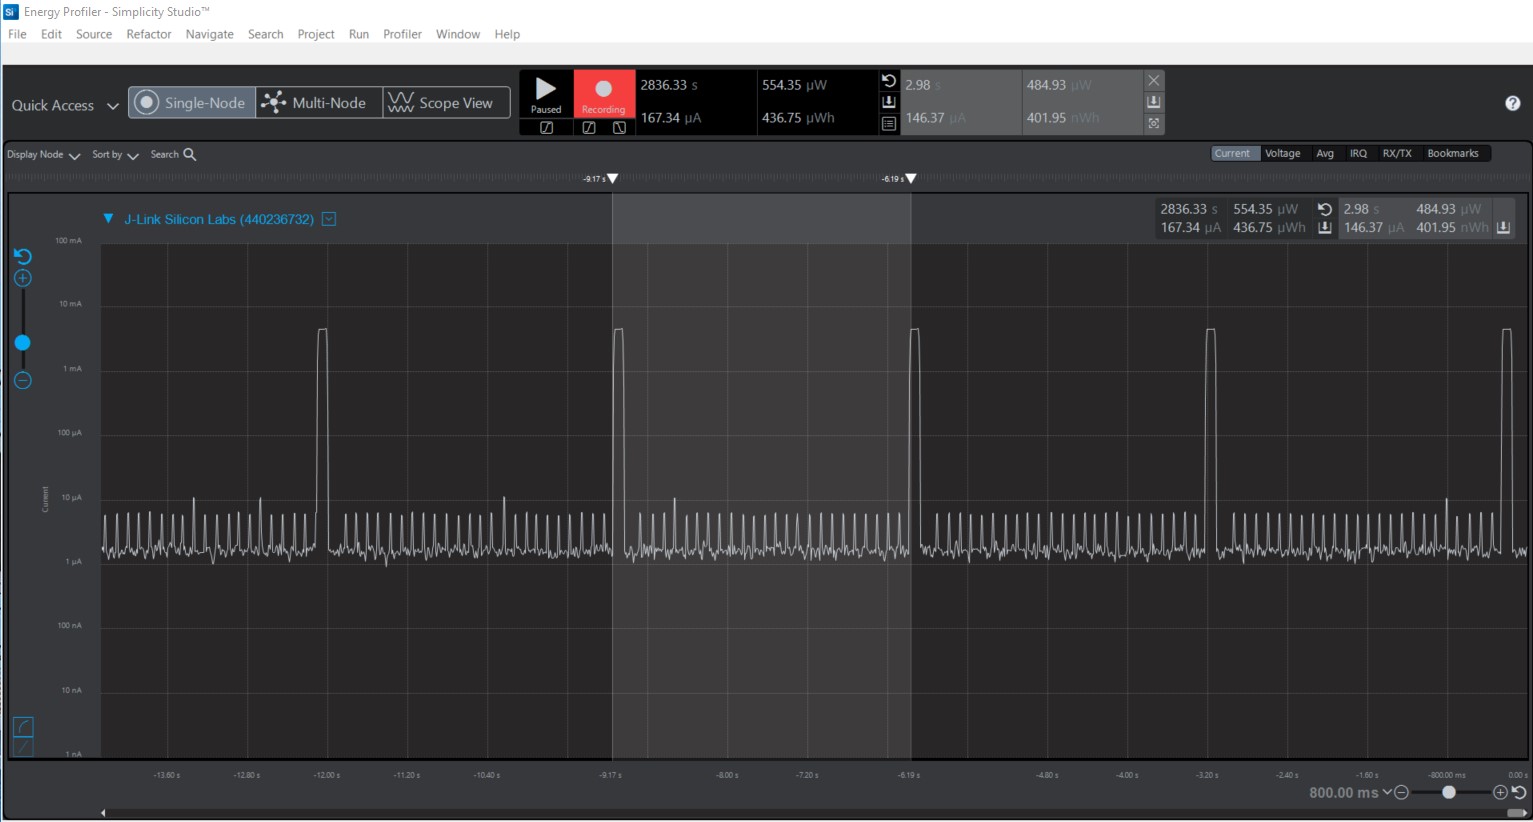 Si Energy Profiler - Simplicity Studio™
File Edit Source Refactor Navigate Search Project Run Profiler Window Help
Quick Access Single-Node Multi-Node Scope View
Paused Recording
2836.33 s 554.35 µW 2.98 s 484.93 µW
167.34 µA 436.75 µWh 146.37 µA 401.95 nWh
Display Node Sort by Search
Current Voltage Avg IRQ RX/TX Bookmarks
-9.17 s -6.19 s
J-Link Silicon Labs (440236732)
2836.33 s 554.35 µW 2.98 s 484.93 µW
167.34 µA 436.75 µWh 146.37 µA 401.95 nWh
100 mA
10 mA
1 mA
100 µA
10 µA
Current
1 µA
100 nA
10 nA
1 nA
-13.60 s -12.80 s -12.00 s -11.20 s -10.40 s -9.17 s -8.00 s -7.20 s -6.19 s -4.80 s -4.00 s -3.20 s -2.40 s -1.60 s -800.00 ms 0.00 s
800.00 ms